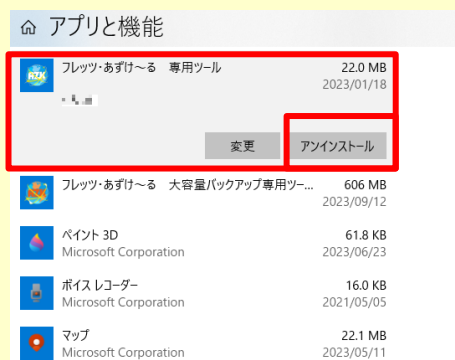 アプリと機能
フレッツ・あずけ～る　専用ツール 22.0 MB
2023/01/18
変更 アンインストール
フレッツ・あずけ～る　大容量バックアップ専用ツー... 606 MB
2023/09/12
ペイント 3D 61.8 KB
Microsoft Corporation 2023/06/23
ボイス レコーダー 16.0 KB
Microsoft Corporation 2021/05/05
マップ 22.1 MB
Microsoft Corporation 2023/05/11